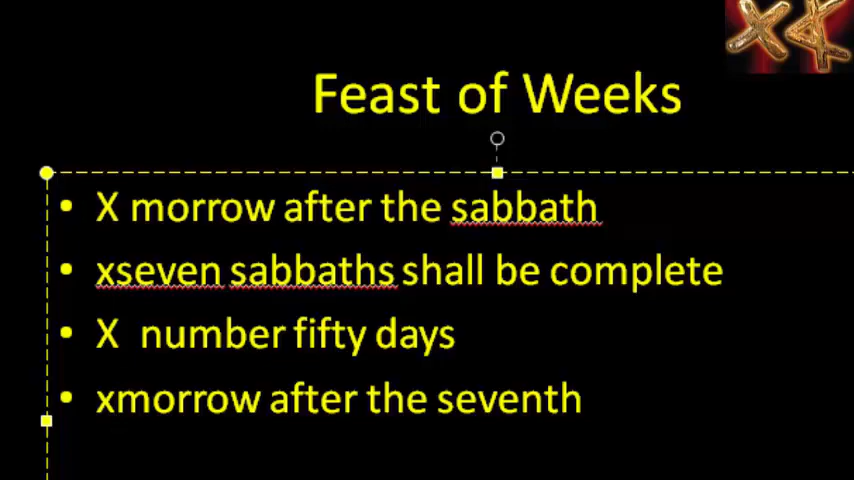 Feast of Weeks
• X morrow after the sabbath
• xseven sabbaths shall be complete
• X number fifty days
• xmorrow after the seventh